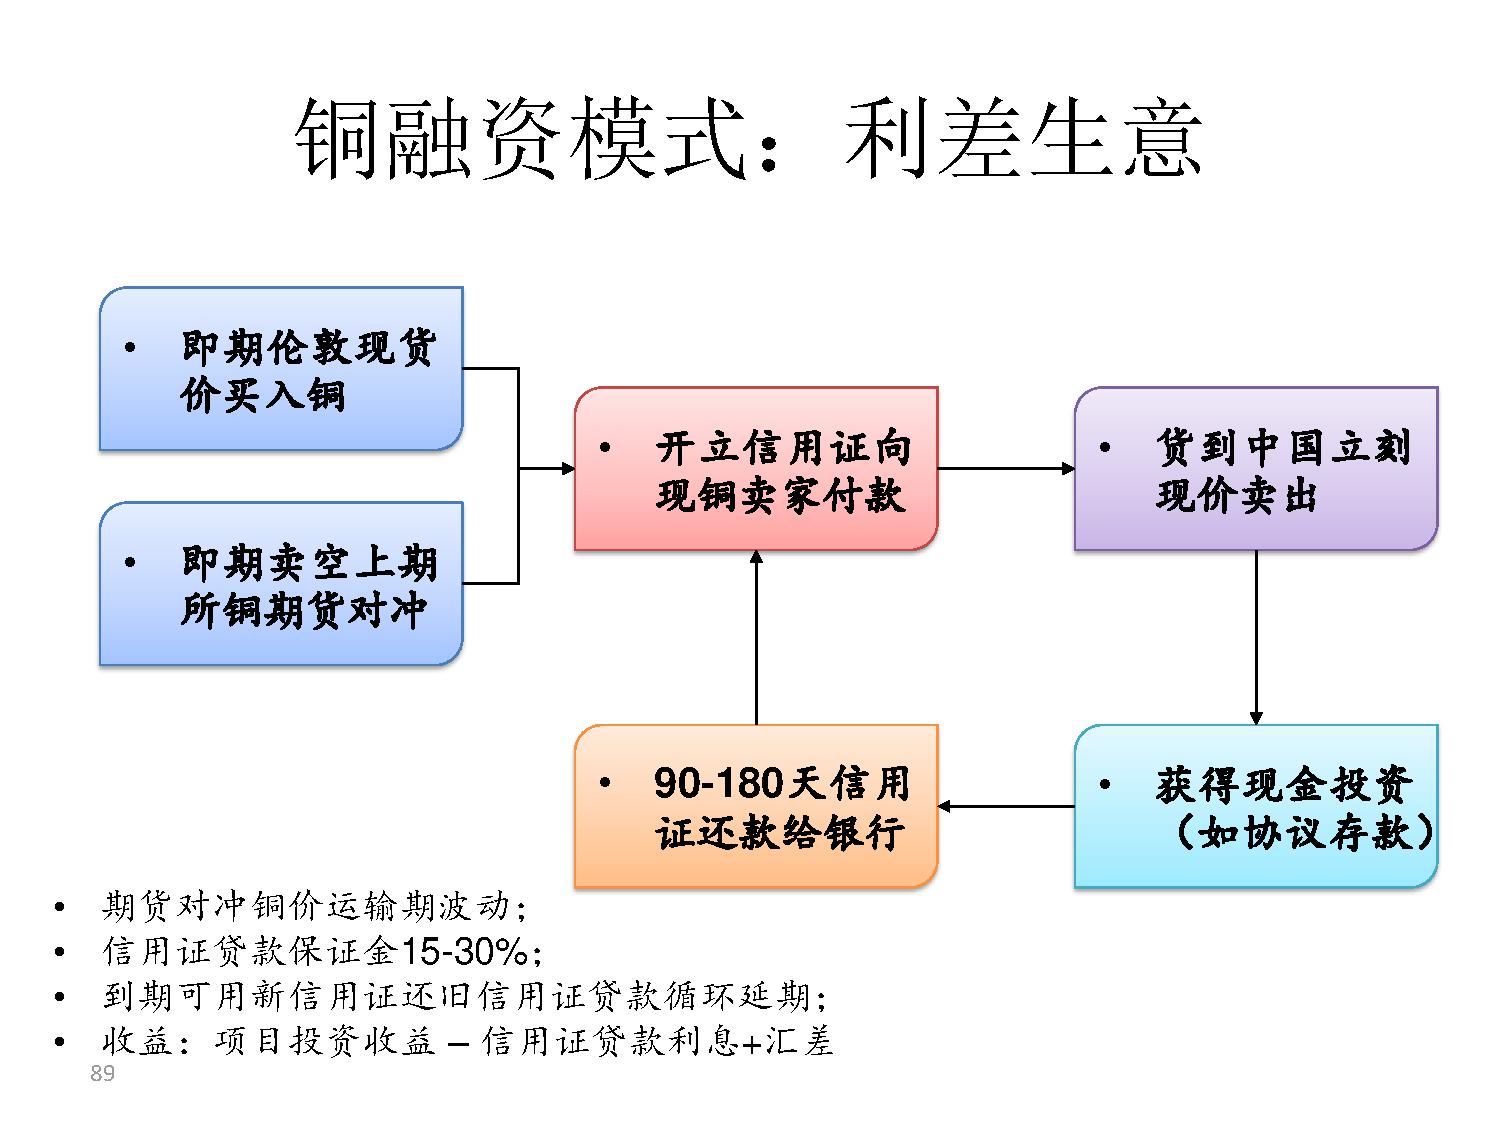 铜融资模式：利差生意
• 即期伦敦现货
价买入铜
• 即期卖空上期
所铜期货对冲
• 开立信用证向
现铜卖家付款
• 货到中国立刻
现价卖出
• 90-180天信用
证还款给银行
• 获得现金投资
（如协议存款）
• 期货对冲铜价运输期波动；
• 信用证贷款保证金15-30%；
• 到期可用新信用证还旧信用证贷款循环延期；
• 收益：项目投资收益 – 信用证贷款利息+汇差
89